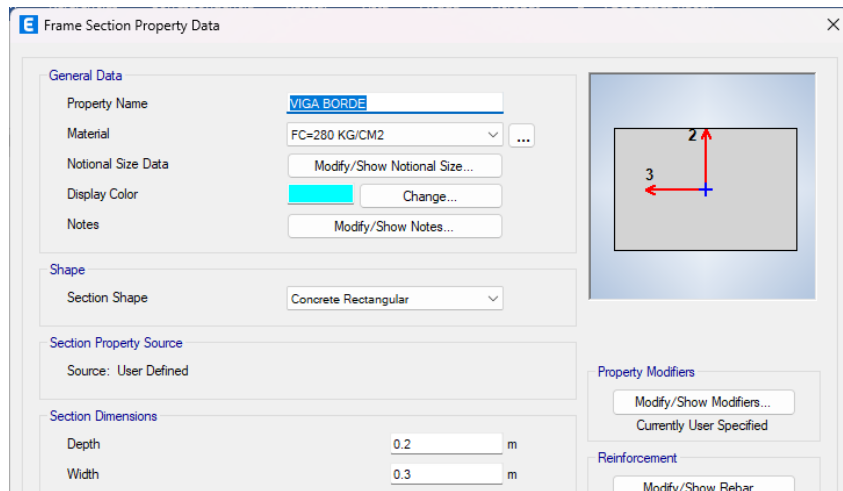 Frame Section Property Data
General Data
Property Name VIGA BORDE
Material FC=280 KG/CM2 ...
Notional Size Data Modify/Show Notional Size...
Display Color Change...
Notes Modify/Show Notes...
2
3
Shape
Section Shape Concrete Rectangular
Section Property Source
Source: User Defined
Property Modifiers
Modify/Show Modifiers...
Currently User Specified
Section Dimensions
Depth 0.2 m
Width 0.3 m
Reinforcement
Modify/Show Rebar